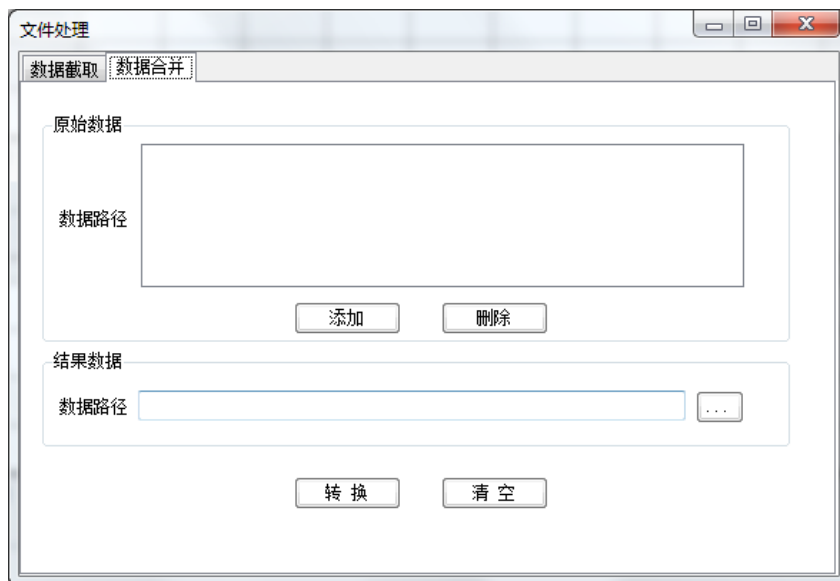 文件处理
数据截取 数据合并
原始数据
数据路径
添加 删除
结果数据
数据路径 ...
转 换 清 空